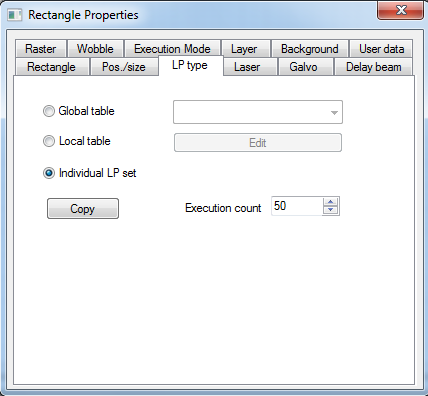 Rectangle Properties
Raster Wobble Execution Mode Layer Background User data
Rectangle Pos./size LP type Laser Galvo Delay beam
Global table
Local table Edit
Individual LP set
Copy Execution count 50